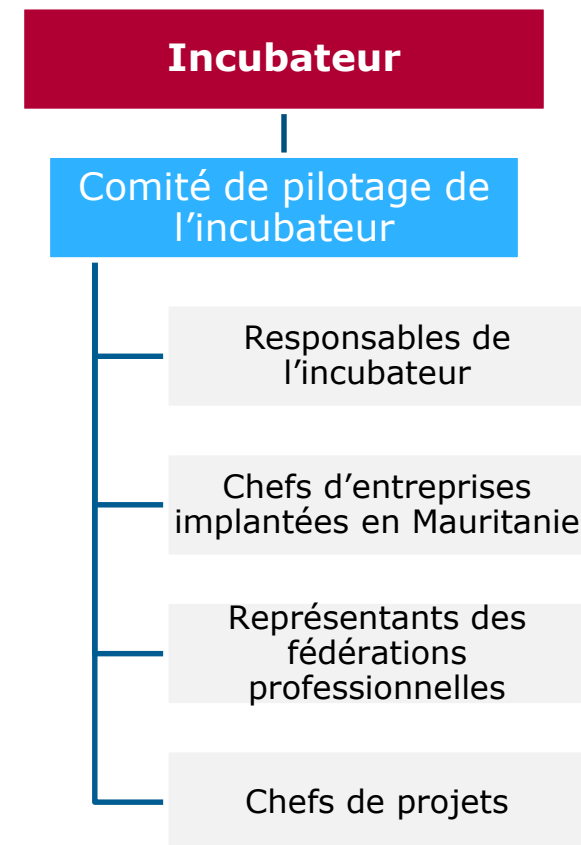 Incubateur
Comité de pilotage de
l’incubateur
Responsables de
l’incubateur
Chefs d’entreprises
implantées en Mauritanie
Représentants des
fédérations
professionnelles
Chefs de projets